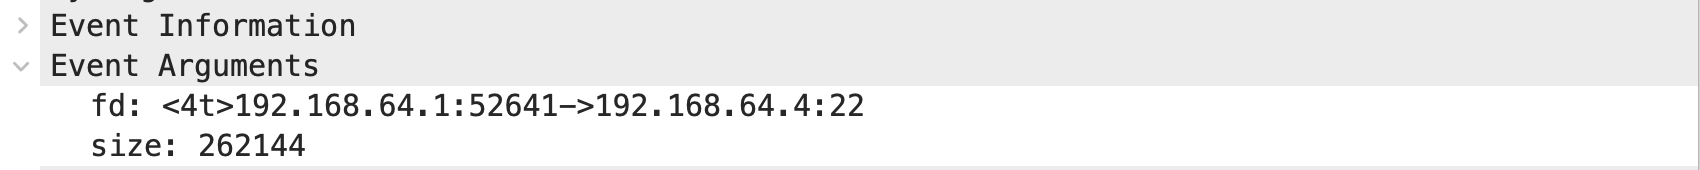 Event Information
Event Arguments
fd: <4t>192.168.64.1:52641->192.168.64.4:22
size: 262144